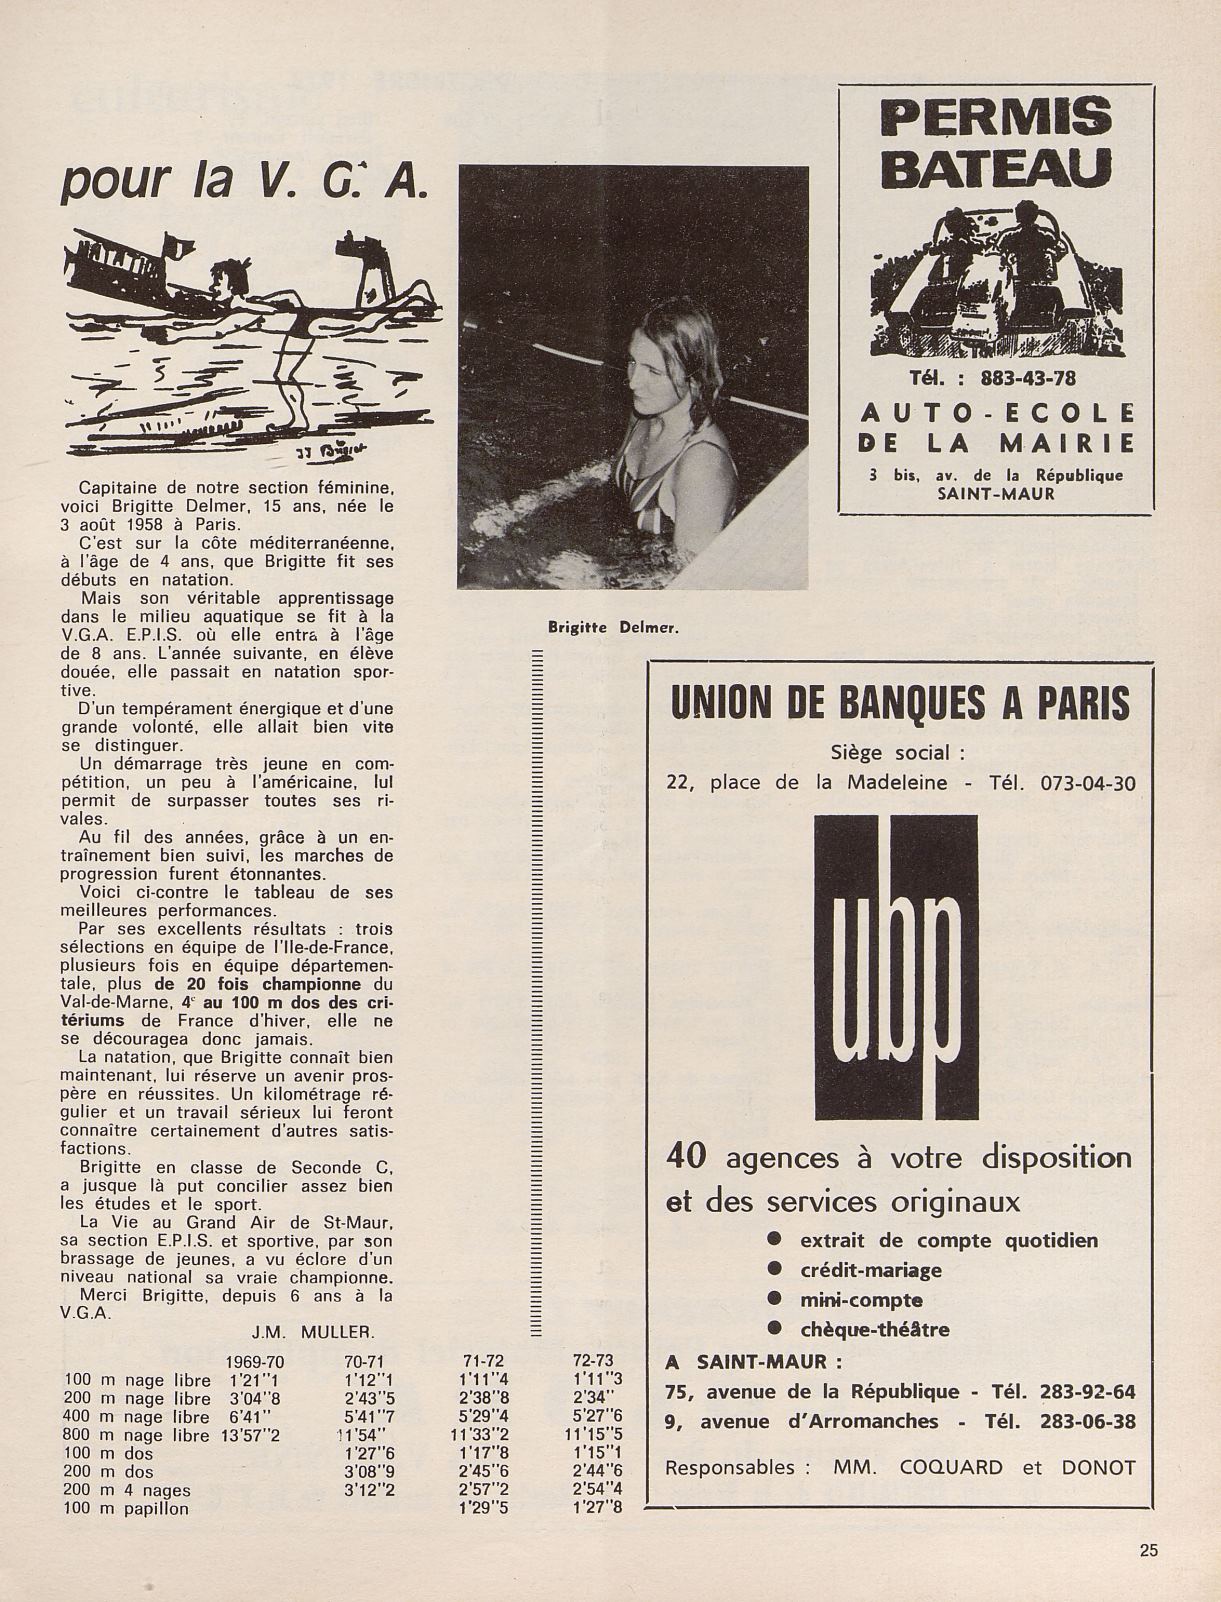 pour la V. G. A.
NATATION
JJ Buguet
Capitaine de notre section féminine,
voici Brigitte Delmer, 15 ans, née le
3 août 1958 à Paris.
C'est sur la côte méditerranéenne,
à l'âge de 4 ans, que Brigitte fit ses
débuts en natation.
Mais son véritable apprentissage
dans le milieu aquatique se fit à la
V.G.A. E.P.I.S. où elle entra à l'âge
de 8 ans. L'année suivante, en élève
douée, elle passait en natation spor-
tive.
D'un tempérament énergique et d'une
grande volonté, elle allait bien vite
se distinguer.
Un démarrage très jeune en com-
pétition, un peu à l'américaine, lui
permit de surpasser toutes ses ri-
vales.
Au fil des années, grâce à un en-
traînement bien suivi, les marches de
progression furent étonnantes.
Voici ci-contre le tableau de ses
meilleures performances.
Par ses excellents résultats : trois
sélections en équipe de l'Ile-de-France,
plusieurs fois en équipe départemen-
tale, plus de 20 fois championne du
Val-de-Marne, 4e au 100 m dos des cri-
tériums de France d'hiver, elle ne
se découragea donc jamais.
La natation, que Brigitte connaît bien
maintenant, lui réserve un avenir pros-
père en réussites. Un kilométrage ré-
gulier et un travail sérieux lui feront
connaître certainement d'autres satis-
factions.
Brigitte en classe de Seconde C,
a jusque là put concilier assez bien
les études et le sport.
La Vie au Grand Air de St-Maur,
sa section E.P.I.S. et sportive, par son
brassage de jeunes, a vu éclore d'un
niveau national sa vraie championne.
Merci Brigitte, depuis 6 ans à la
V.G.A.
J.M. MULLER.
Brigitte Delmer.
1969-70 70-71 71-72 72-73
100 m nage libre 1'21"1 1'12"1 1'11"4 1'11"3
200 m nage libre 3'04"8 2'43"5 2'38"8 2'34"
400 m nage libre 6'41" 5'41"7 5'29"4 5'27"6
800 m nage libre 13'57"2 11'54" 11'33"2 11'15"5
100 m dos 1'27"6 1'17"8 1'15"1
200 m dos 3'08"9 2'45"6 2'44"6
200 m 4 nages 3'12"2 2'57"2 2'54"4
100 m papillon 1'29"5 1'27"8
PERMIS
BATEAU
Tél. : 883-43-78
AUTO-ECOLE
DE LA MAIRIE
3 bis, av. de la République
SAINT-MAUR
UNION DE BANQUES A PARIS
Siège social :
22, place de la Madeleine - Tél. 073-04-30
ubp
40 agences à votre disposition
et des services originaux
● extrait de compte quotidien
● crédit-mariage
● mini-compte
● chèque-théâtre
A SAINT-MAUR :
75, avenue de la République - Tél. 283-92-64
9, avenue d'Arromanches - Tél. 283-06-38
Responsables : MM. COQUARD et DONOT
25